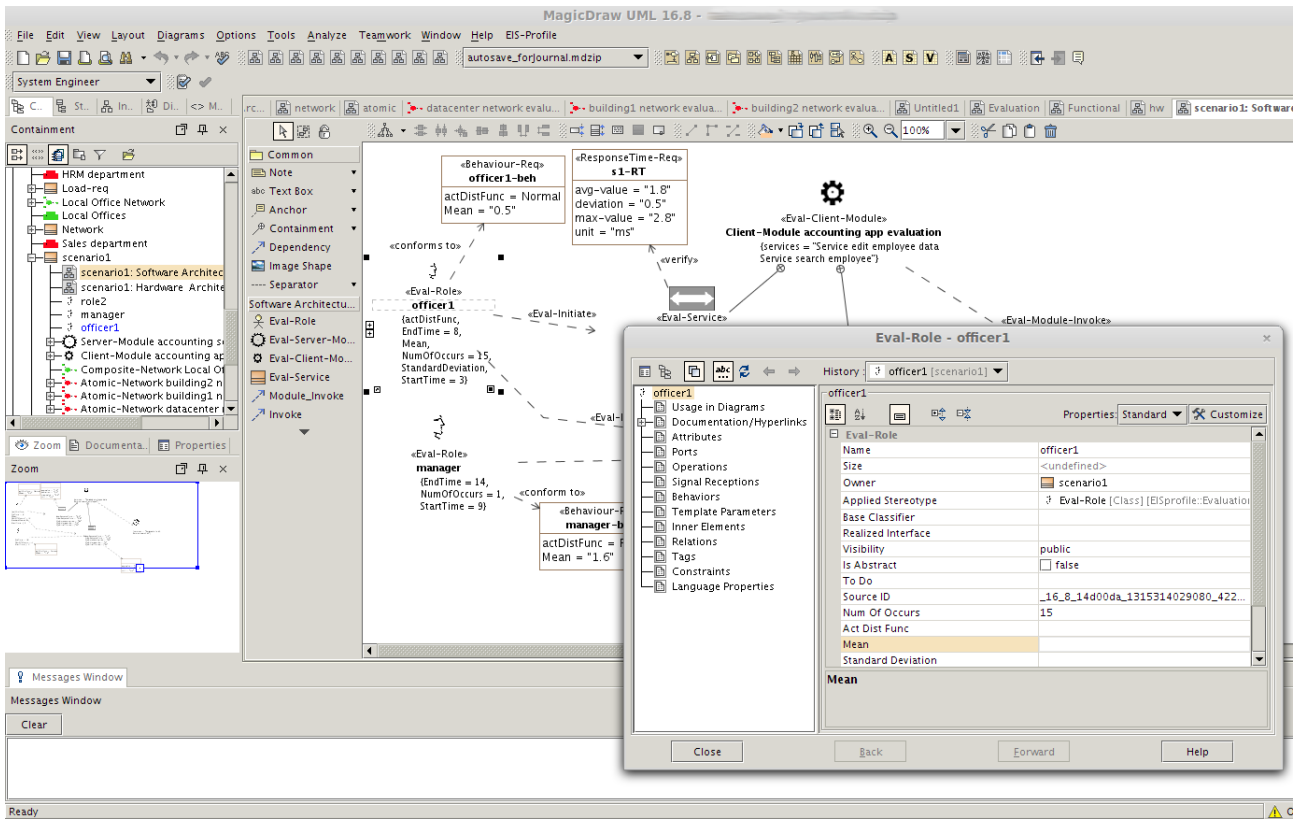 MagicDraw UML 16.8 -
File Edit View Layout Diagrams Options Tools Analyze Teamwork Window Help EIS-Profile
autosave_forJournal.mdzip
A S V
System Engineer
C.. St.. In.. Di.. <> M..
.rc... network atomic datacenter network evalu... building1 network evalua... building2 network evalua... Untitled1 Evaluation Functional hw scenario1: Software
Containment
100%
HRM department
Load-req
Local Office Network
Local Offices
Network
Sales department
scenario1
scenario1: Software Architec
scenario1: Hardware Archite
role2
manager
officer1
Server-Module accounting s
Client-Module accounting ap
Composite-Network Local Of
Atomic-Network building2 n
Atomic-Network building1 n
Atomic-Network datacenter
Zoom Documenta.. Properties
Zoom
Common
Note
abc Text Box
Anchor
Containment
Dependency
Image Shape
---- Separator
Software Architectu...
Eval-Role
Eval-Server-Mo...
Eval-Client-Mo...
Eval-Service
Module_Invoke
Invoke
«Behaviour-Req»
officer1-beh
actDistFunc = Normal
Mean = "0.5"
«ResponseTime-Req»
s1-RT
avg-value = "1.8"
deviation = "0.5"
max-value = "2.8"
unit = "ms"
«Eval-Client-Module»
Client-Module accounting app evaluation
{services = "Service edit employee data
Service search employee"}
«conforms to»
«verify»
«Eval-Role»
officer1
{actDistFunc,
EndTime = 8,
Mean,
NumOfOccurs = 15,
StandardDeviation,
StartTime = 3}
«Eval-Initiate»
«Eval-Service»
«Eval-Module-Invoke»
«Eval-I
«Eval-Role»
manager
{EndTime = 14,
NumOfOccurs = 1,
StartTime = 9}
«conform to»
«Behaviour-R
manager-b
actDistFunc = F
Mean = "1.6"
Eval-Role - officer1
abc
History: officer1 [scenario1]
officer1
Usage in Diagrams
Documentation/Hyperlinks
Attributes
Ports
Operations
Signal Receptions
Behaviors
Template Parameters
Inner Elements
Relations
Tags
Constraints
Language Properties
officer1
Properties: Standard Customize
Eval-Role
Name officer1
Size <undefined>
Owner scenario1
Applied Stereotype Eval-Role [Class] [EISprofile::Evaluation
Base Classifier
Realized Interface
Visibility public
Is Abstract false
To Do
Source ID _16_8_14d00da_1315314029080_422...
Num Of Occurs 15
Act Dist Func
Mean
Standard Deviation
Mean
Close Back Forward Help
Messages Window
Messages Window
Clear
Ready